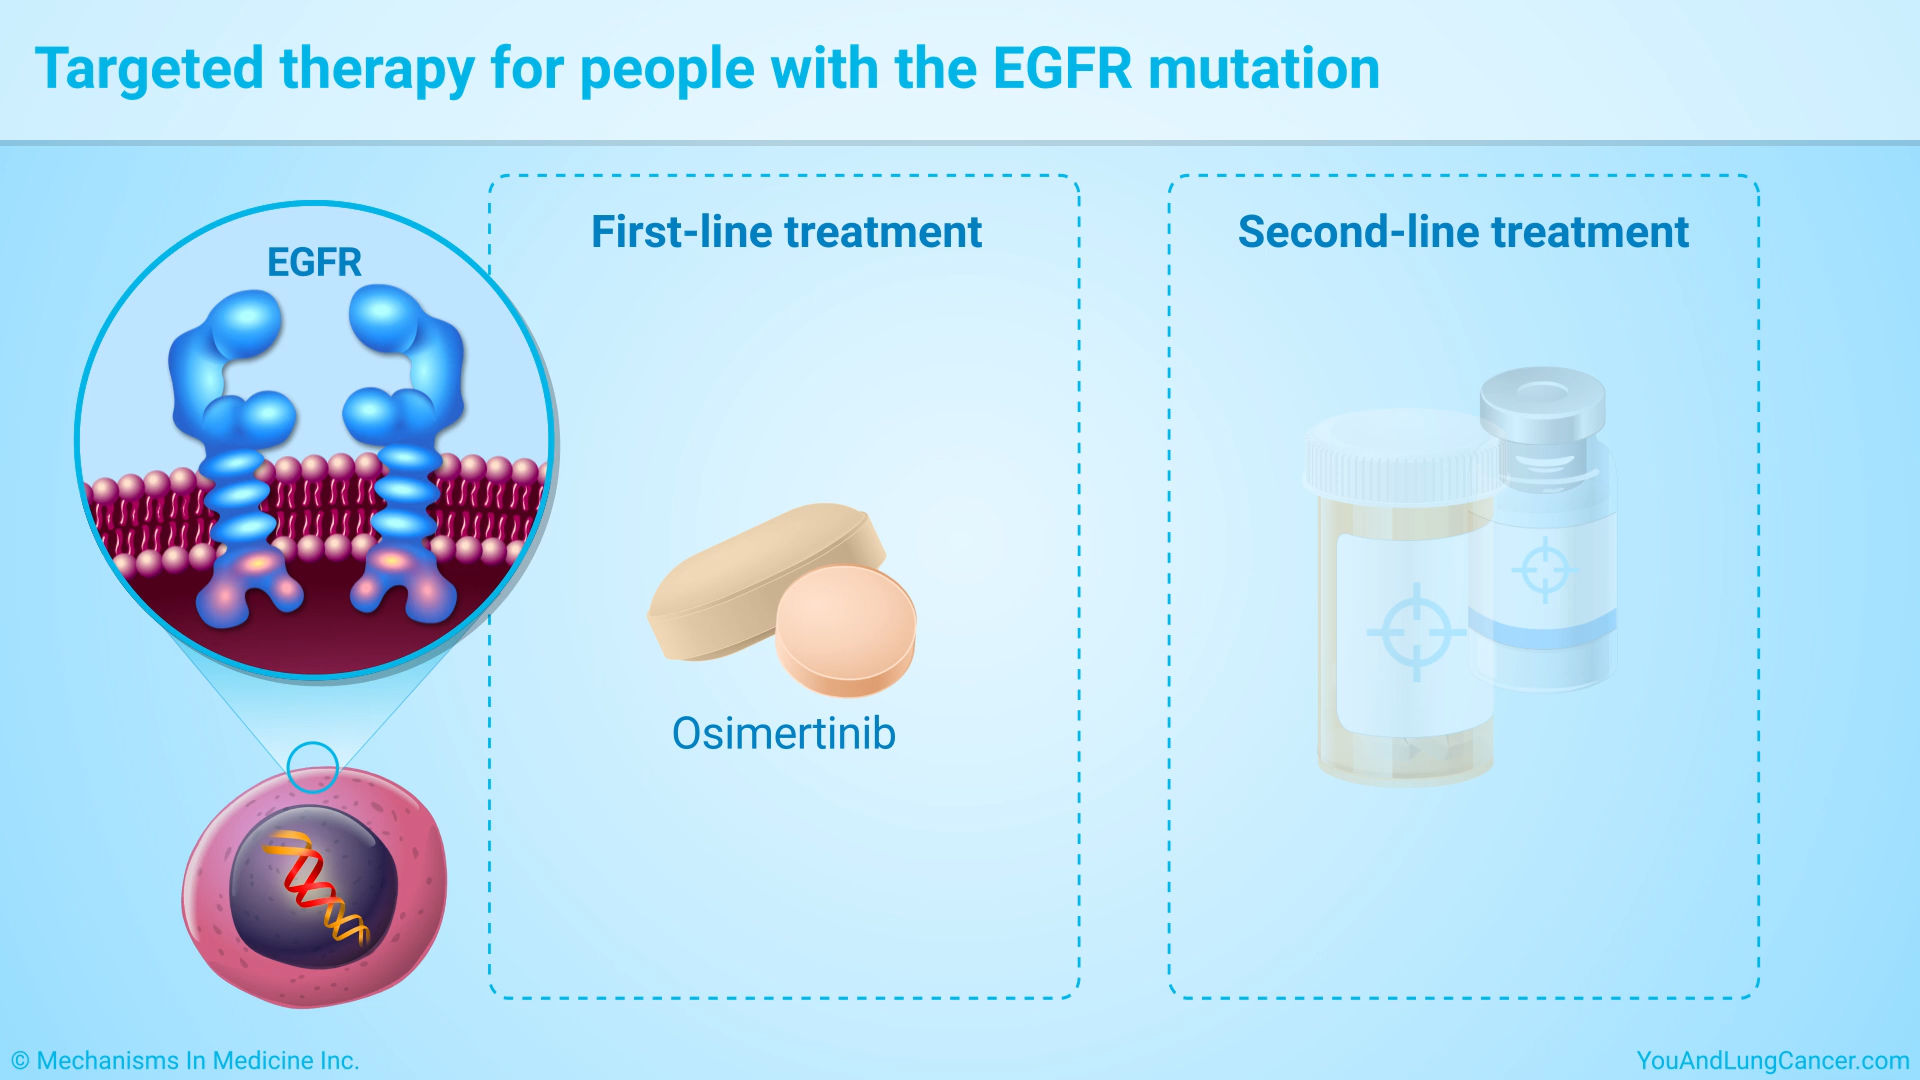 Targeted therapy for people with the EGFR mutation
EGFR
First-line treatment
Osimertinib
Second-line treatment
© Mechanisms In Medicine Inc.
YouAndLungCancer.com